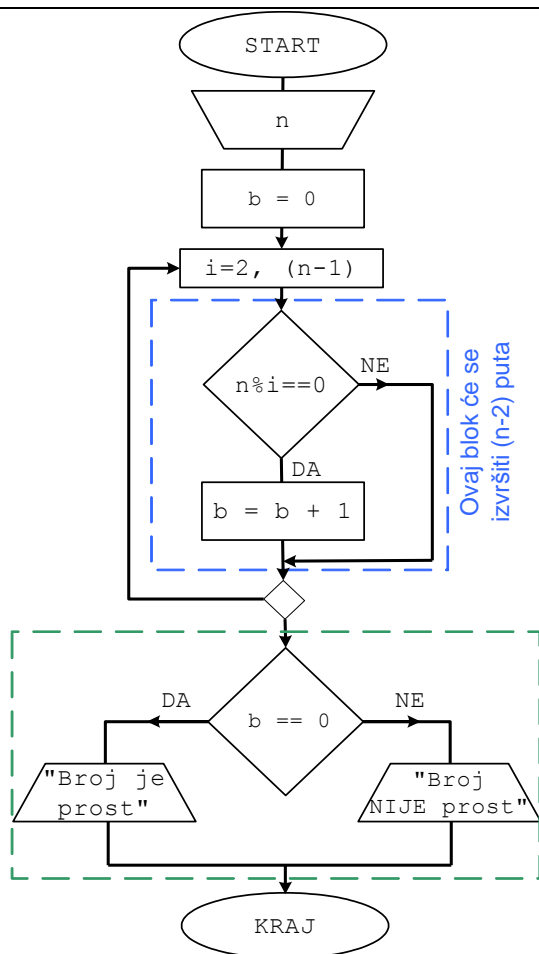 START
n
b = 0
i=2, (n-1)
n%i==0
NE
DA
b = b + 1
Ovaj blok će se
izvršiti (n-2) puta
b == 0
DA
NE
"Broj je
prost"
"Broj
NIJE prost"
KRAJ